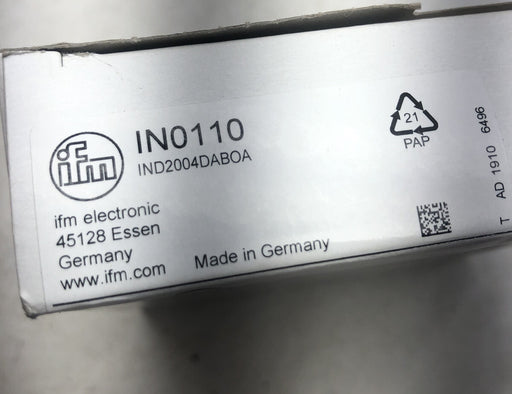 ifm
IN0110
IND2004DABOA
ifm electronic
45128 Essen
Germany
www.ifm.com
Made in Germany
21
PAP
T AD 1910 6496